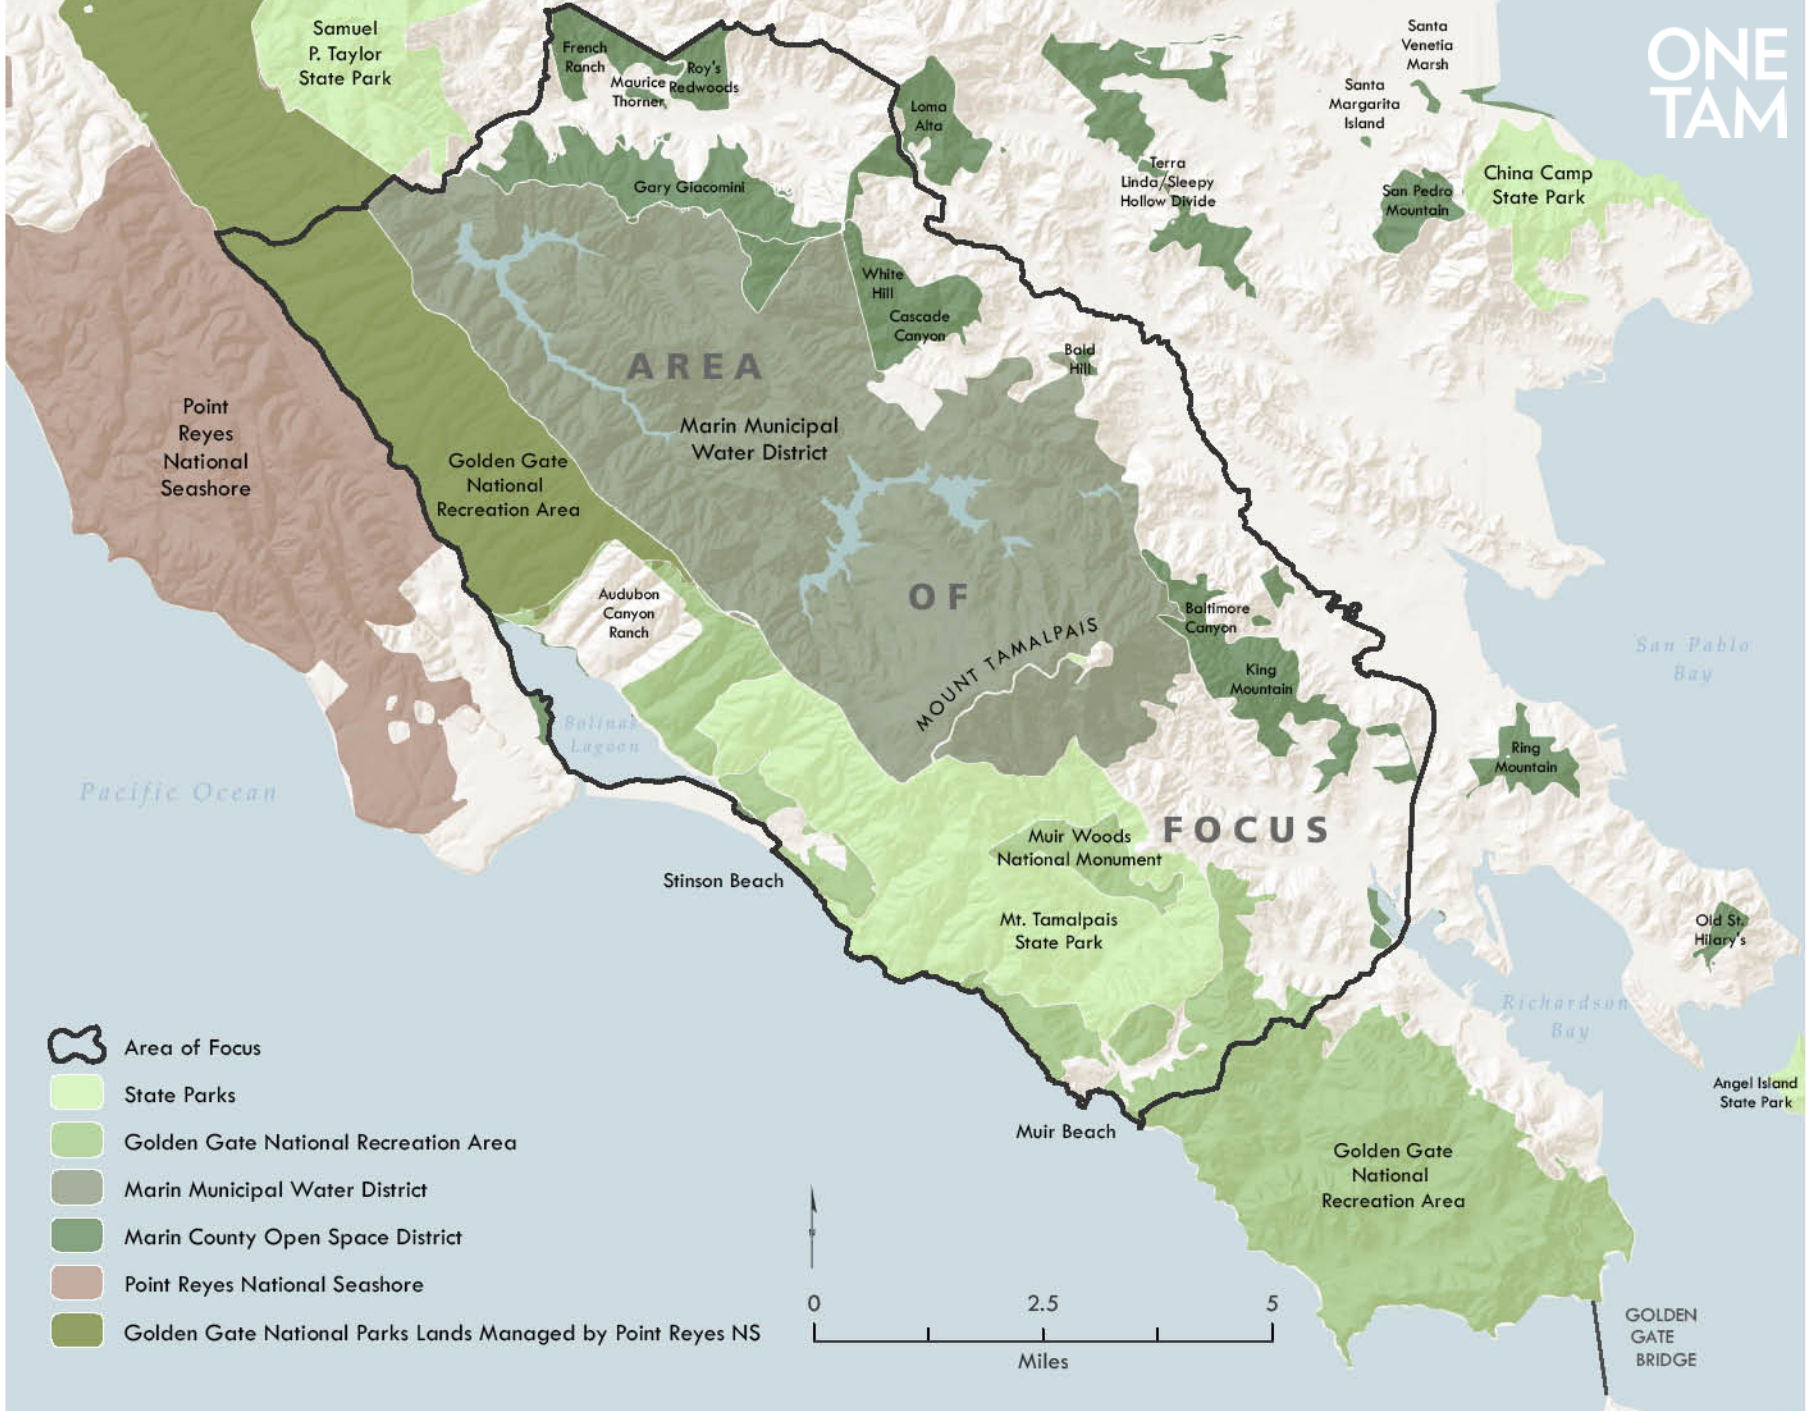 Samuel
P. Taylor
State Park
French
Ranch
Maurice
Thorner
Roy's
Redwoods
Loma
Alta
Santa
Venetia
Marsh
Santa
Margarita
Island
ONE
TAM
Terra
Linda/Sleepy
Hollow Divide
San Pedro
Mountain
China Camp
State Park
Gary Giacomini
White
Hill
Cascade
Canyon
Bald
Hill
AREA
Marin Municipal
Water District
Point
Reyes
National
Seashore
Golden Gate
National
Recreation Area
Audubon
Canyon
Ranch
OF
MOUNT TAMALPAIS
Baltimore
Canyon
King
Mountain
San Pablo
Bay
Bolinas
Lagoon
Ring
Mountain
Pacific Ocean
FOCUS
Muir Woods
National Monument
Stinson Beach
Mt. Tamalpais
State Park
Old St.
Hilary's
Richardson
Bay
Angel Island
State Park
Muir Beach
Golden Gate
National
Recreation Area
GOLDEN
GATE
BRIDGE
Area of Focus
State Parks
Golden Gate National Recreation Area
Marin Municipal Water District
Marin County Open Space District
Point Reyes National Seashore
Golden Gate National Parks Lands Managed by Point Reyes NS
0 2.5 5
Miles